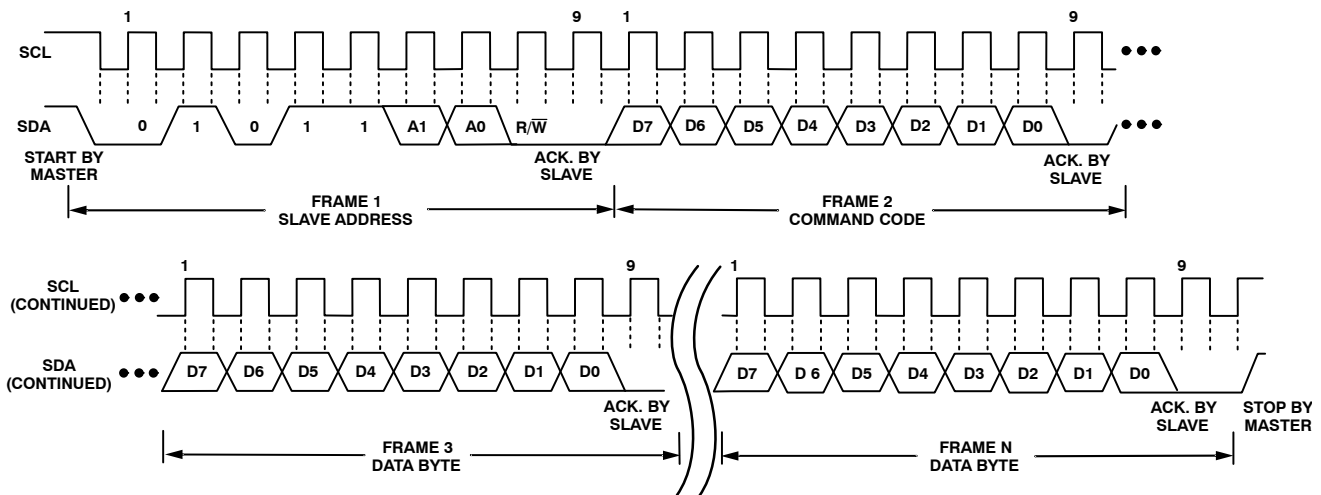 1 9 1 9
SCL
SDA 0 1 0 1 1 A1 A0 R/W̅ D7 D6 D5 D4 D3 D2 D1 D0
START BY
MASTER
ACK. BY
SLAVE
ACK. BY
SLAVE
FRAME 1
SLAVE ADDRESS
FRAME 2
COMMAND CODE
1 9 1 9
SCL
(CONTINUED)
SDA
(CONTINUED)
D7 D6 D5 D4 D3 D2 D1 D0 D7 D 6 D5 D4 D3 D2 D1 D0
ACK. BY
SLAVE
ACK. BY
SLAVE
STOP BY
MASTER
FRAME 3
DATA BYTE
FRAME N
DATA BYTE